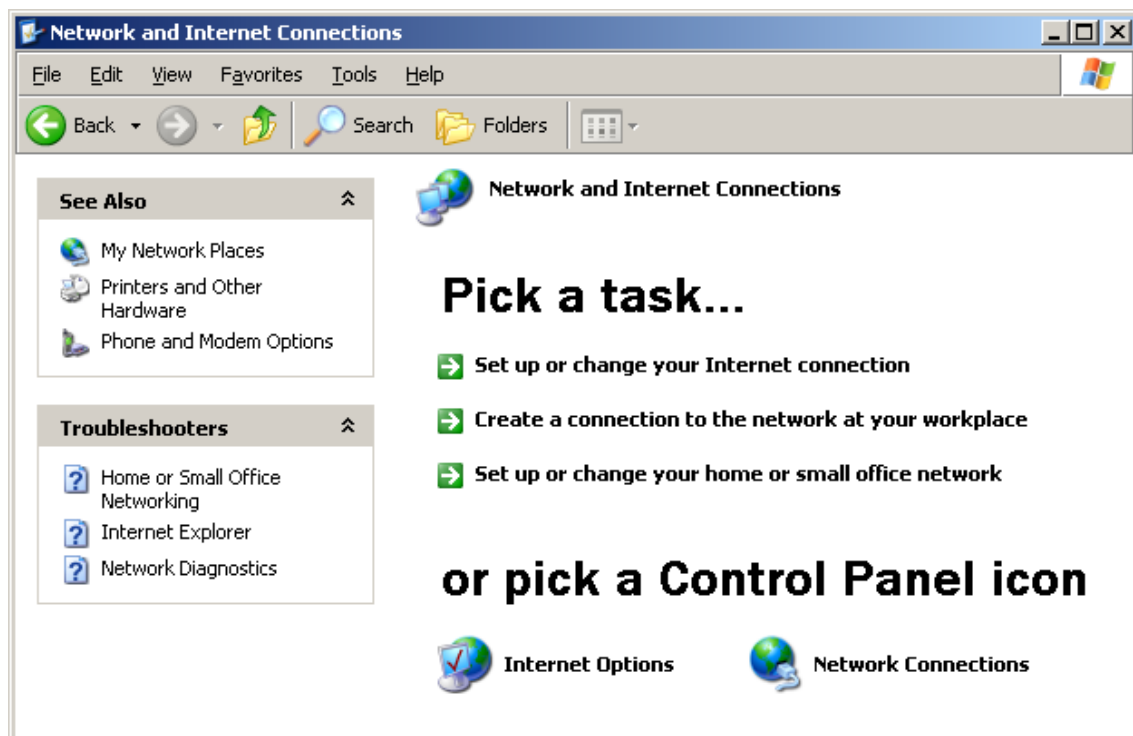 Network and Internet Connections
File Edit View Favorites Tools Help
Back Search Folders
See Also
My Network Places
Printers and Other
Hardware
Phone and Modem Options
Troubleshooters
Home or Small Office
Networking
Internet Explorer
Network Diagnostics
Network and Internet Connections
Pick a task...
Set up or change your Internet connection
Create a connection to the network at your workplace
Set up or change your home or small office network
or pick a Control Panel icon
Internet Options Network Connections